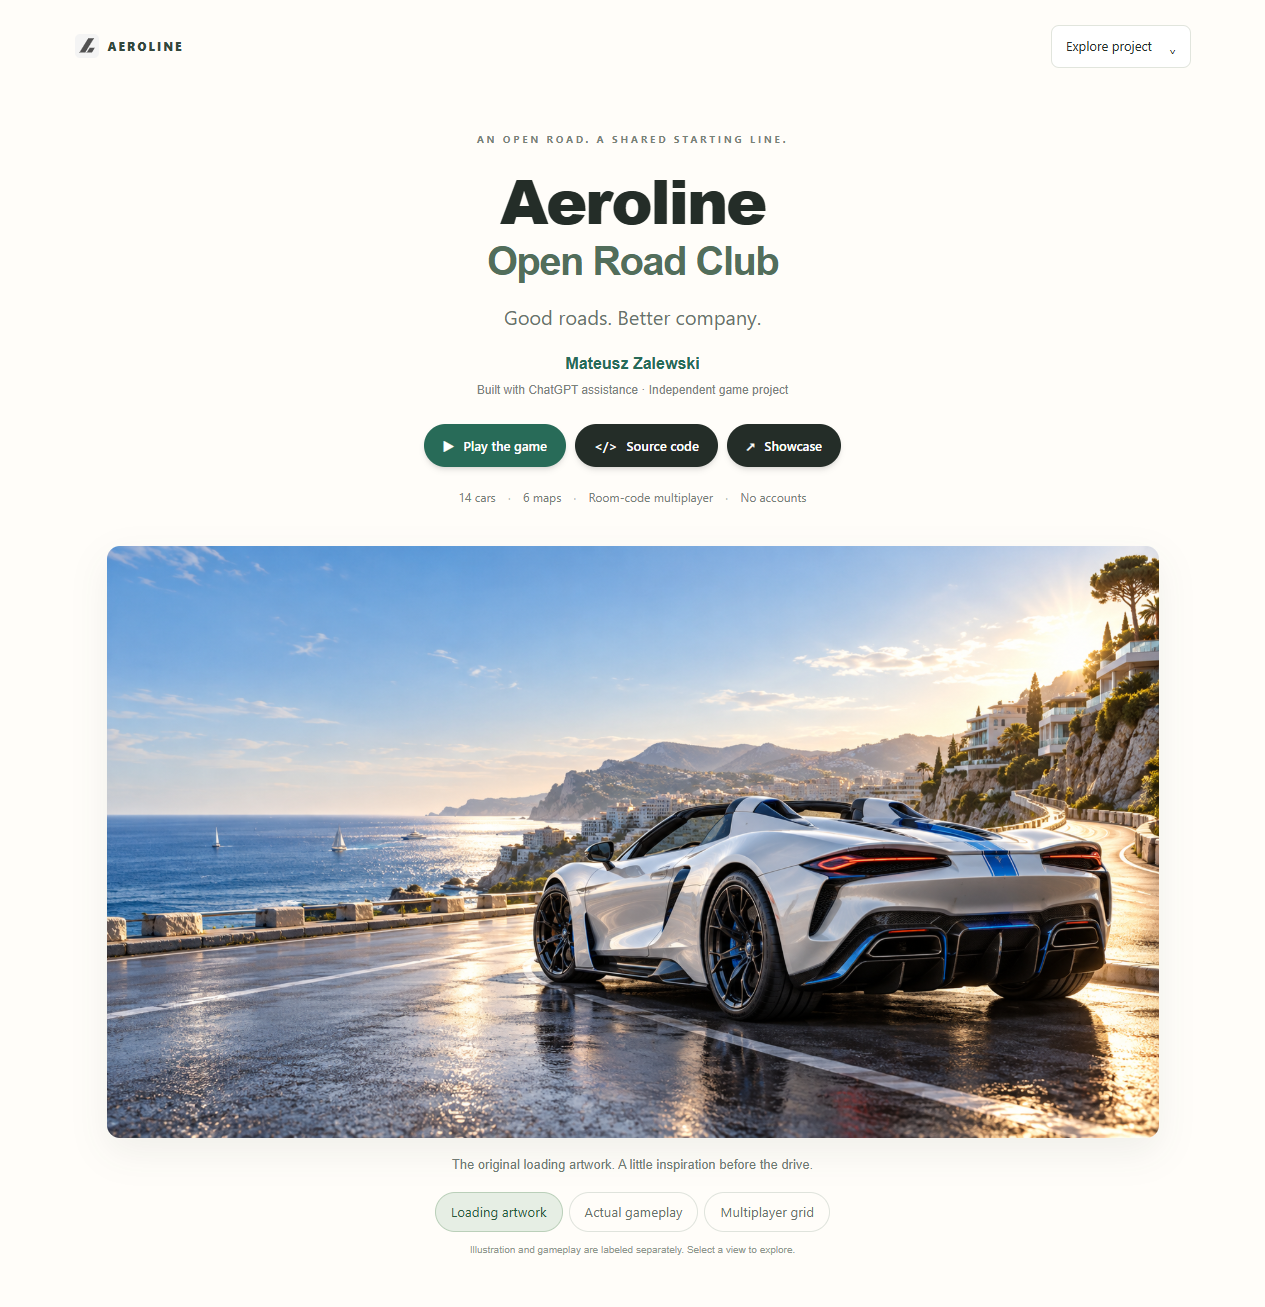 AEROLINE
Explore project
AN OPEN ROAD. A SHARED STARTING LINE.
Aeroline
Open Road Club
Good roads. Better company.
Mateusz Zalewski
Built with ChatGPT assistance · Independent game project
▶ Play the game
</> Source code
↗ Showcase
14 cars · 6 maps · Room-code multiplayer · No accounts
The original loading artwork. A little inspiration before the drive.
Loading artwork
Actual gameplay
Multiplayer grid
Illustration and gameplay are labeled separately. Select a view to explore.